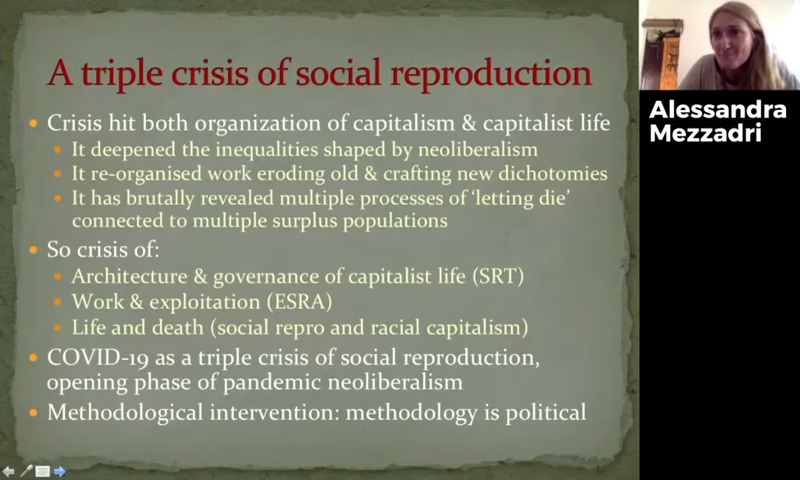 A triple crisis of social reproduction
• Crisis hit both organization of capitalism & capitalist life
• It deepened the inequalities shaped by neoliberalism
• It re-organised work eroding old & crafting new dichotomies
• It has brutally revealed multiple processes of ‘letting die’
connected to multiple surplus populations
• So crisis of:
• Architecture & governance of capitalist life (SRT)
• Work & exploitation (ESRA)
• Life and death (social repro and racial capitalism)
• COVID-19 as a triple crisis of social reproduction,
opening phase of pandemic neoliberalism
• Methodological intervention: methodology is political
Alessandra
Mezzadri